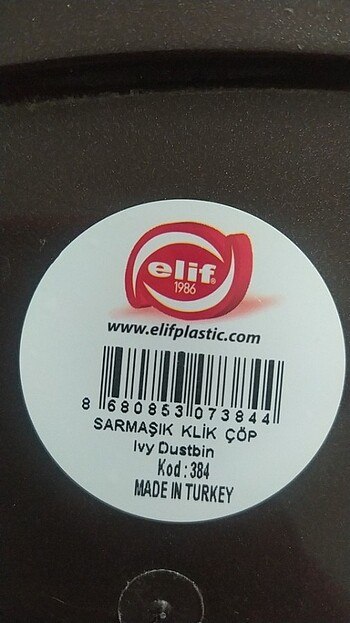 elif
1986
www.elifplastic.com
8 680853 073844
SARMAŞIK KLİK ÇÖP
Ivy Dustbin
Kod : 384
MADE IN TURKEY